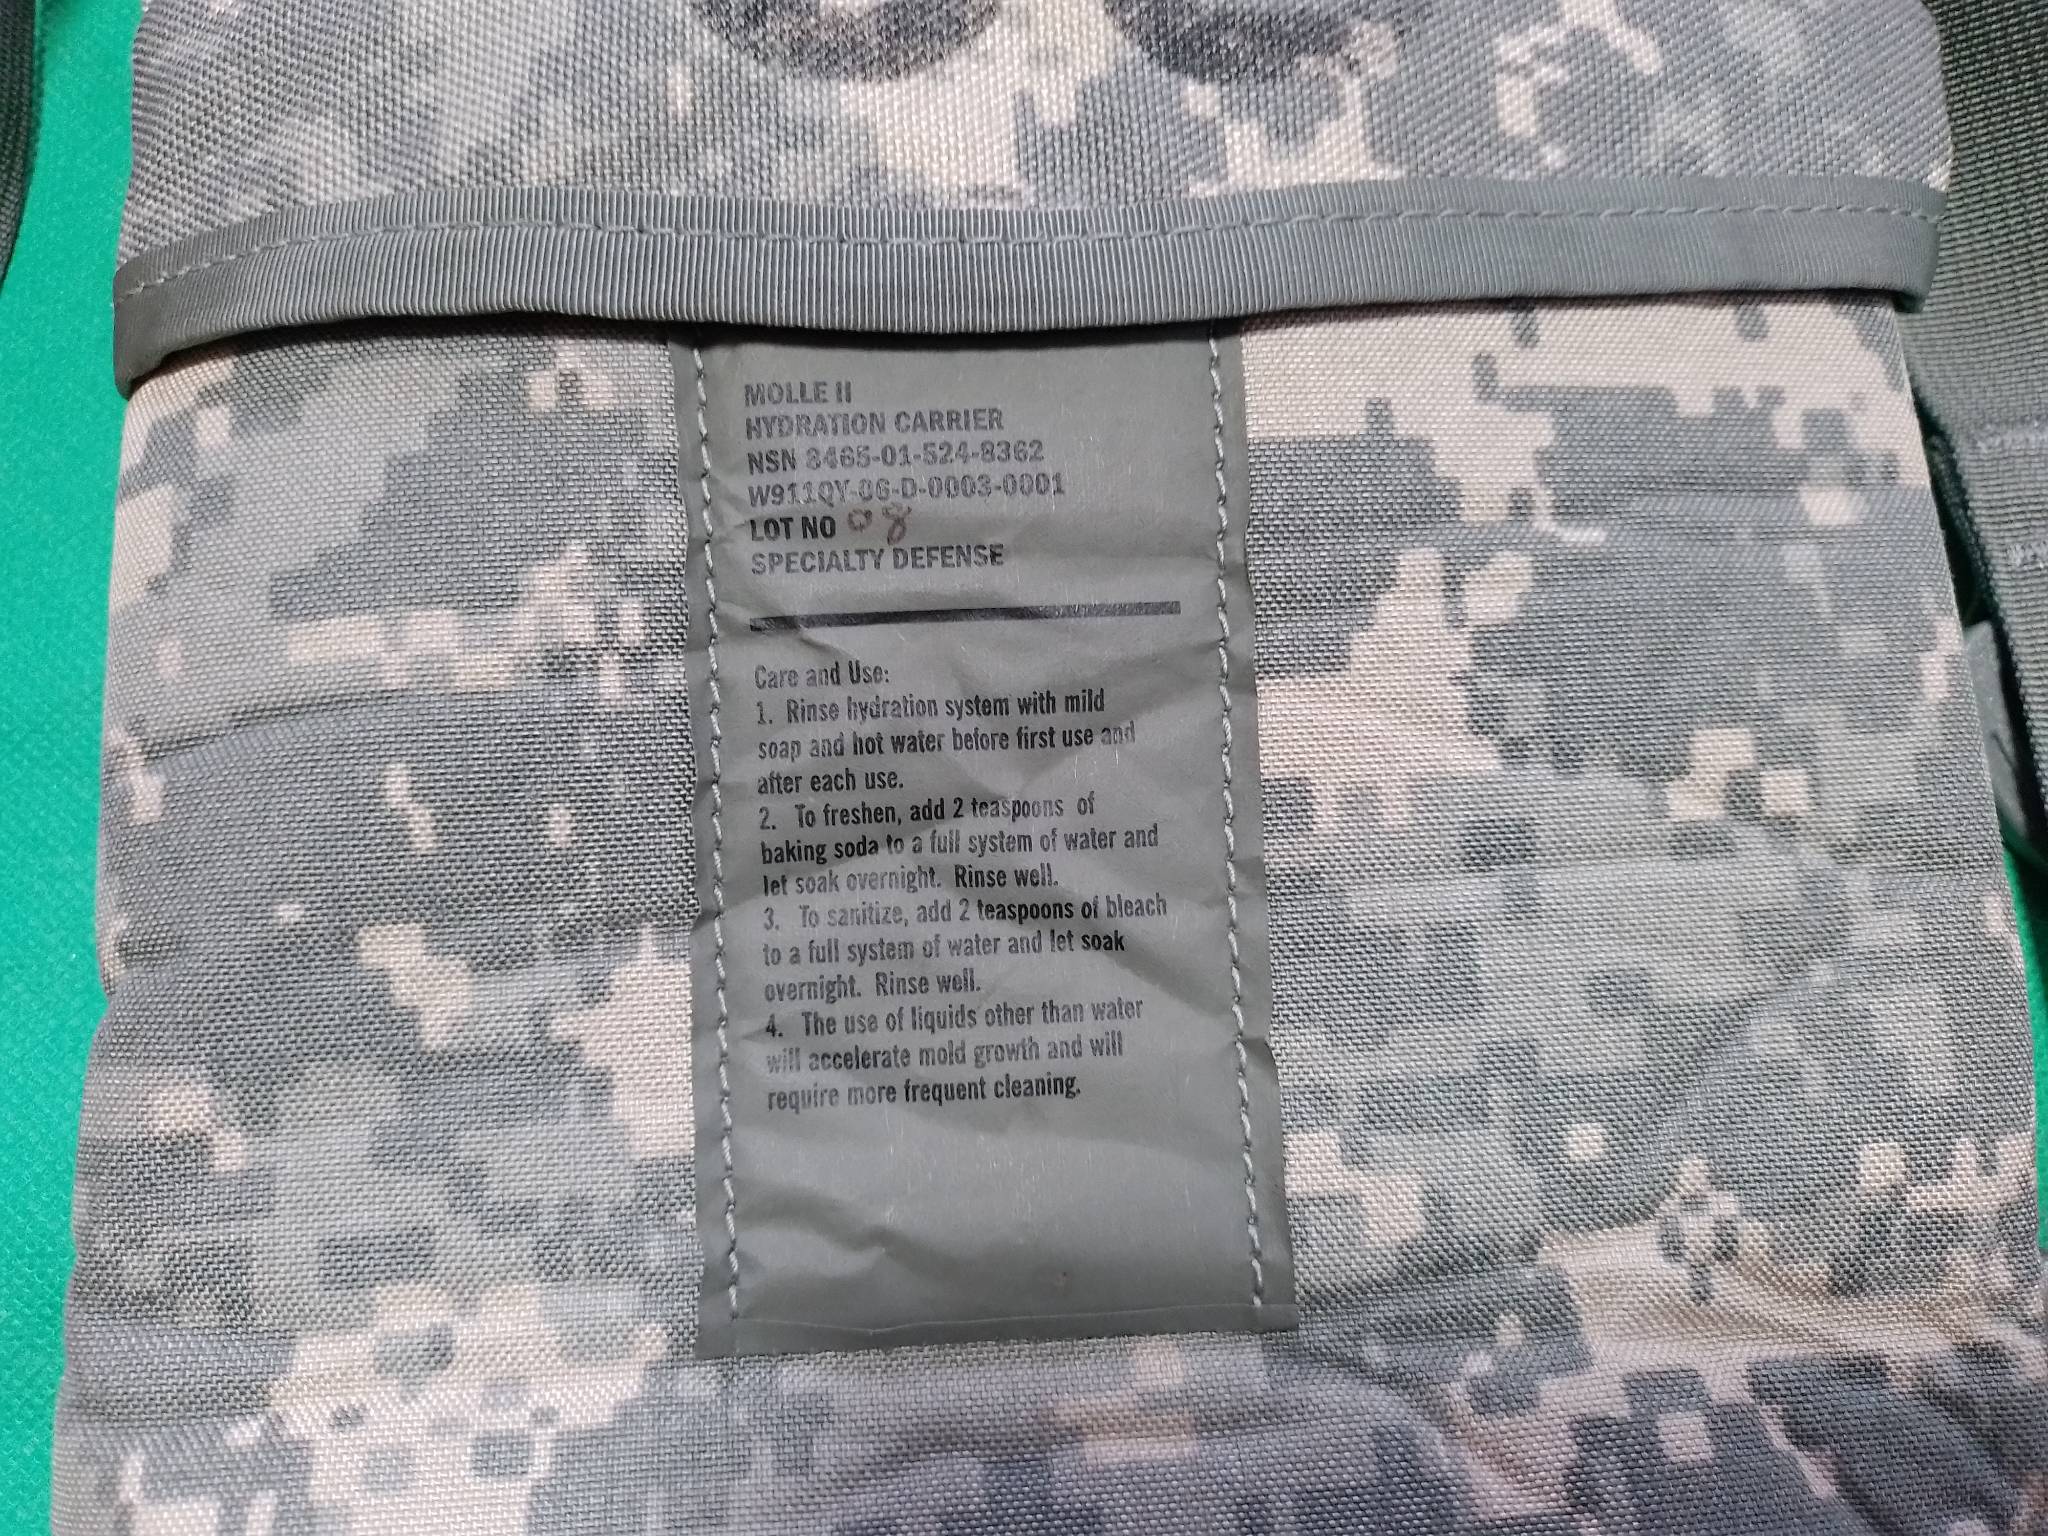 MOLLE II
HYDRATION CARRIER
NSN 8465-01-524-8362
W911QY-06-D-0003-0001
LOT NO 08
SPECIALTY DEFENSE
Care and Use:
1. Rinse hydration system with mild
soap and hot water before first use and
after each use.
2. To freshen, add 2 teaspoons of
baking soda to a full system of water and
let soak overnight. Rinse well.
3. To sanitize, add 2 teaspoons of bleach
to a full system of water and let soak
overnight. Rinse well.
4. The use of liquids other than water
will accelerate mold growth and will
require more frequent cleaning.